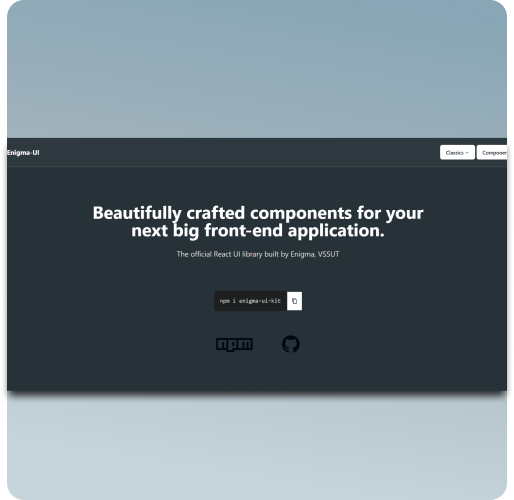 Enigma-UI
Classics
Componen
Beautifully crafted components for your
next big front-end application.
The official React UI library built by Enigma, VSSUT
npm i enigma-ui-kit
npm